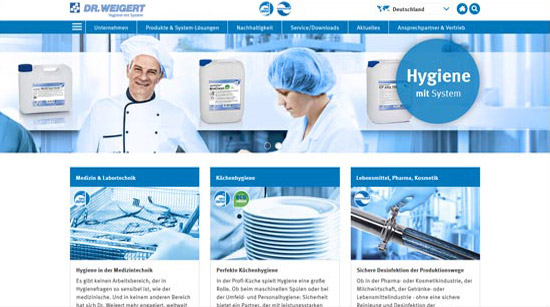 DR.WEIGERT
Hygiene mit System
Deutschland
Unternehmen
Produkte & System-Lösungen
Nachhaltigkeit
Service/Downloads
Aktuelles
Ansprechpartner & Vertrieb
Hygiene
mit System
Medizin & Labortechnik
Hygiene in der Medizintechnik
Es gibt keinen Arbeitsbereich, der in
Hygienefragen so sensibel ist, wie der
medizinische. Und in keinem anderen Bereich
hat sich Dr. Weigert mehr engagiert, weltweit
Küchenhygiene
ECO
Perfekte Küchenhygiene
In der Profi-Küche spielt Hygiene eine große
Rolle. Ob beim maschinellen Spülen oder bei
der Umfeld- und Personalhygiene: Sicherheit
bietet ein Partner, der mit leistungsstarken
Lebensmittel, Pharma, Kosmetik
Sichere Desinfektion der Produktionswege
Ob in der Pharma- oder Kosmetikindustrie, der
Milchwirtschaft, der Getränke- oder
Lebensmittelindustrie - ohne eine sichere
Reinigung und Desinfektion der